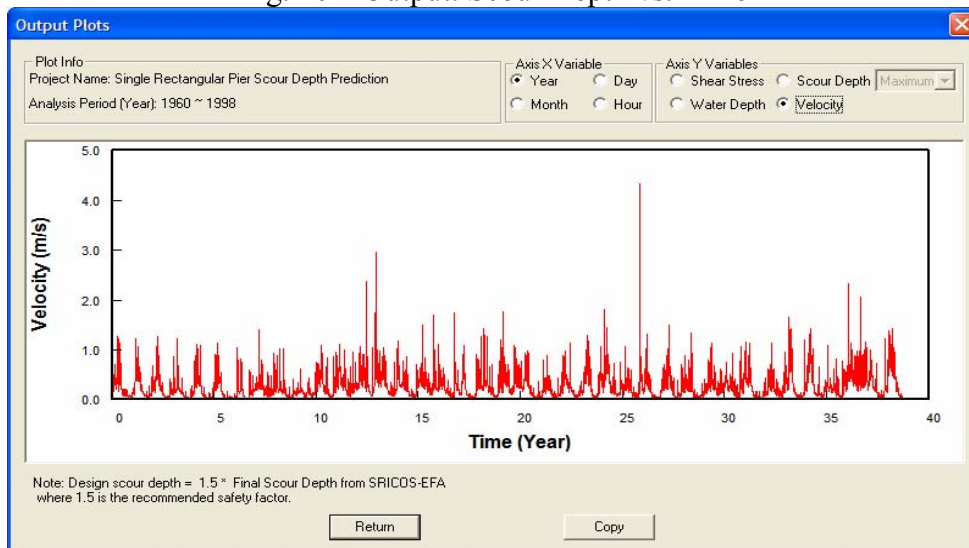 Output Plots
Plot Info
Project Name: Single Rectangular Pier Scour Depth Prediction
Analysis Period (Year): 1960 ~ 1998
Axis X Variable
Year Day
Month Hour
Axis Y Variables
Shear Stress Scour Depth Maximum
Water Depth Velocity
5.0
4.0
3.0
2.0
1.0
0.0
Velocity (m/s)
0 5 10 15 20 25 30 35 40
Time (Year)
Note: Design scour depth = 1.5 * Final Scour Depth from SRICOS-EFA
where 1.5 is the recommended safety factor.
Return Copy